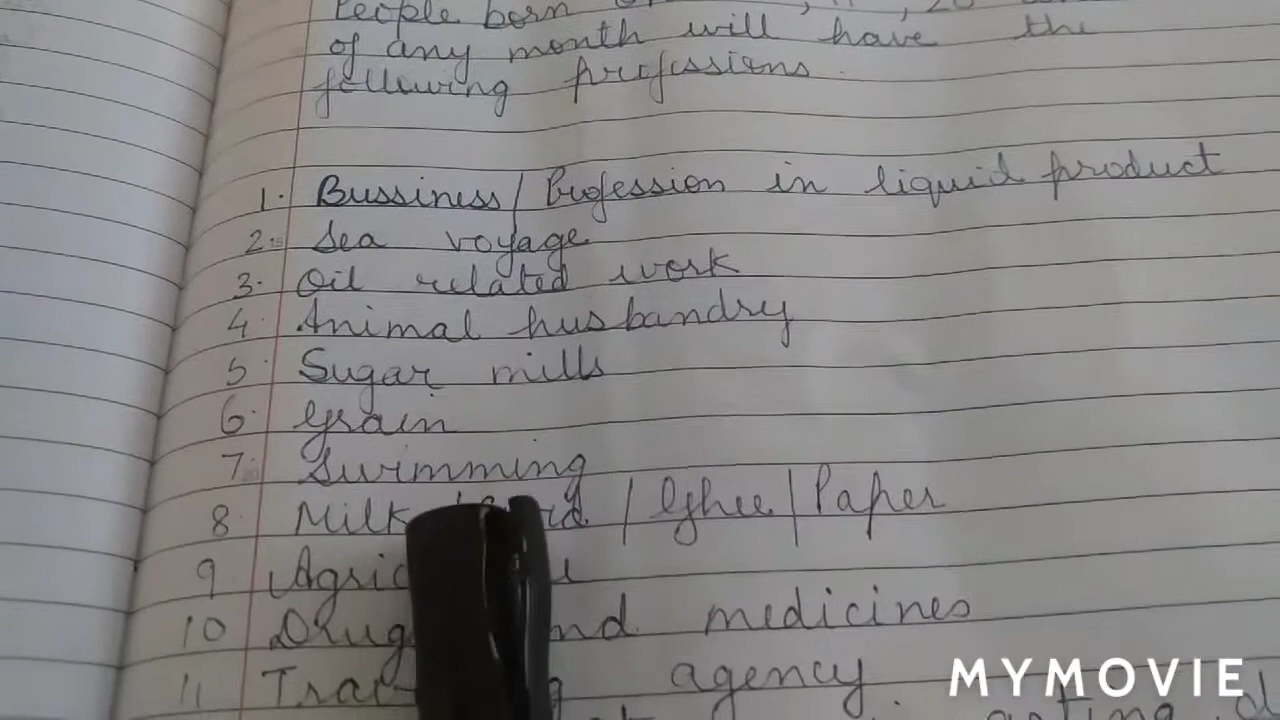 People born
of any month will have the
following professions.
1. Bussiness/Profession in liquid product
2. Sea voyage
3. Oil related work
4. Animal husbandry
5. Sugar mills
6. Grain
7. Swimming
8. Milk / Ghee / Paper
9
10 and medicines
11 agency
MYMOVIE